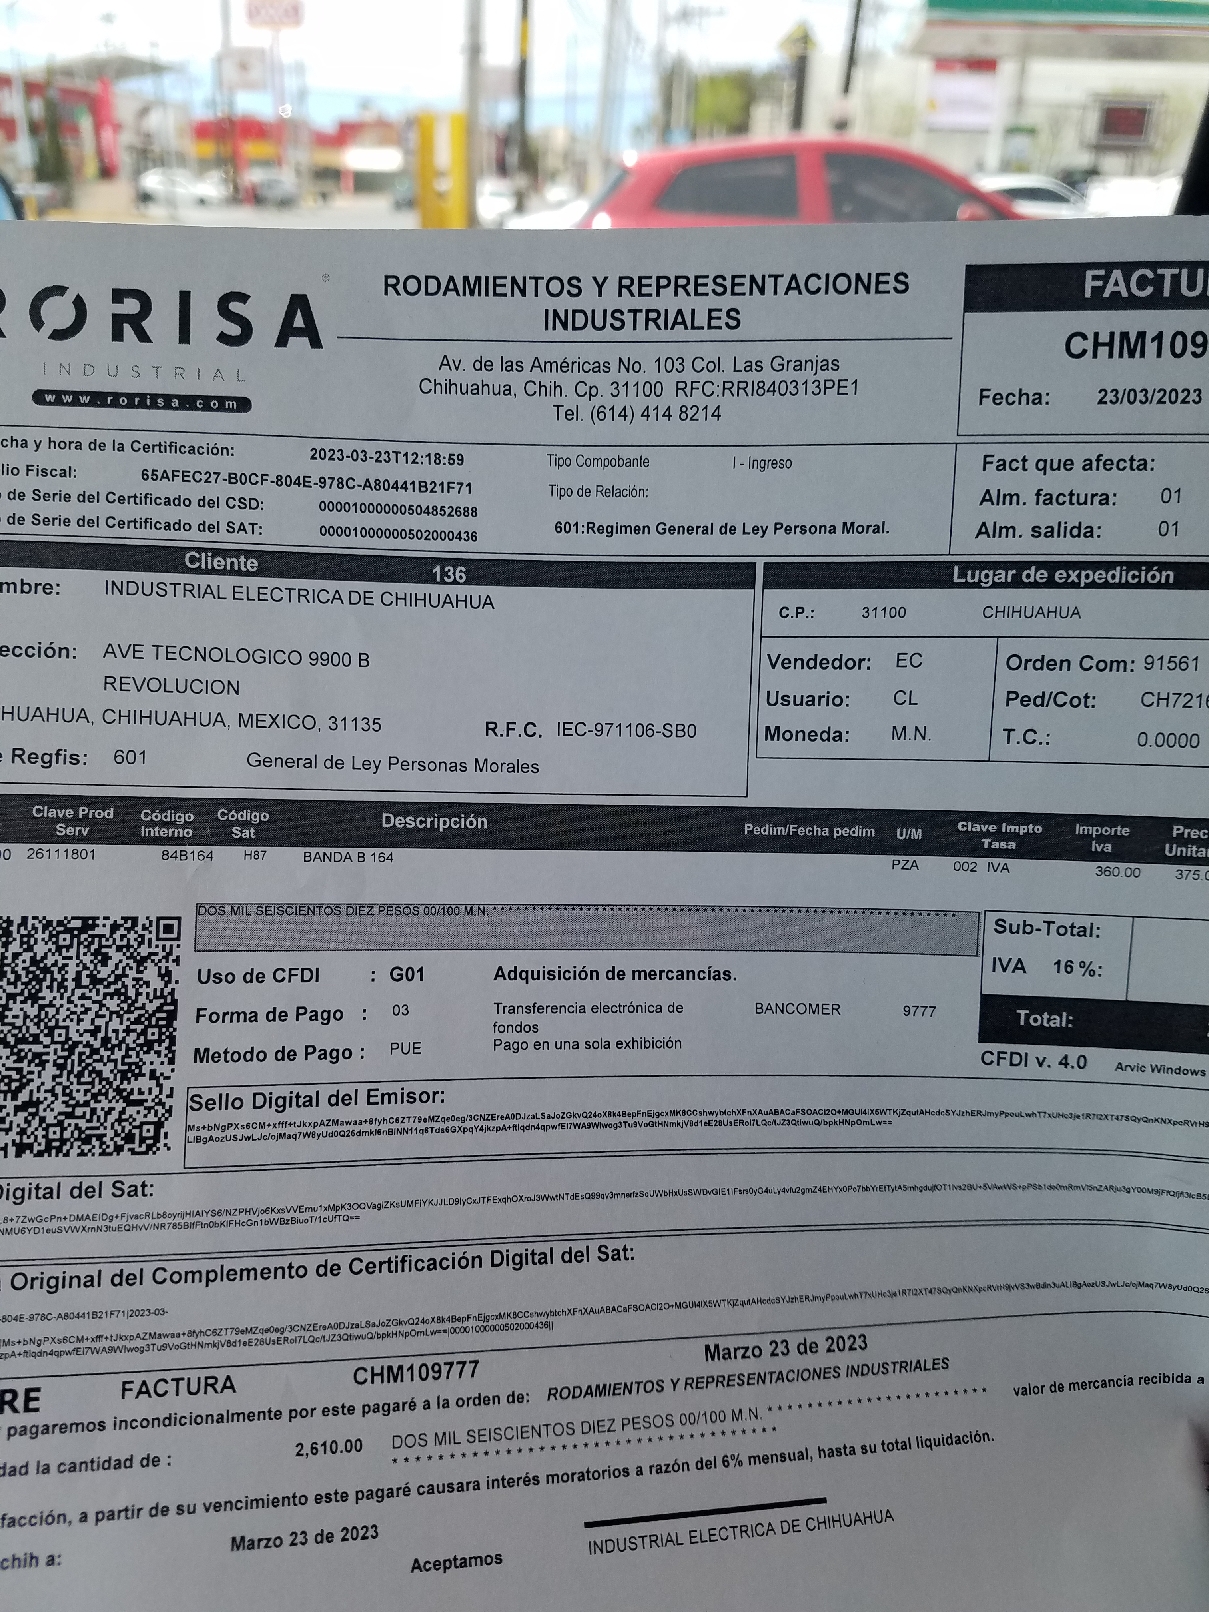 RORISA
INDUSTRIAL
www.rorisa.com
RODAMIENTOS Y REPRESENTACIONES
INDUSTRIALES
Av. de las Américas No. 103 Col. Las Granjas
Chihuahua, Chih. Cp. 31100 RFC:RRI840313PE1
Tel. (614) 414 8214
FACTU
CHM109
Fecha: 23/03/2023
cha y hora de la Certificación: 2023-03-23T12:18:59
lio Fiscal: 65AFEC27-B0CF-804E-978C-A80441B21F71
de Serie del Certificado del CSD: 00001000000504852688
de Serie del Certificado del SAT: 00001000000502000436
Tipo Compobante I - Ingreso
Tipo de Relación:
601:Regimen General de Ley Persona Moral.
Fact que afecta:
Alm. factura: 01
Alm. salida: 01
Cliente 136
mbre: INDUSTRIAL ELECTRICA DE CHIHUAHUA
ección: AVE TECNOLOGICO 9900 B
REVOLUCION
HUAHUA, CHIHUAHUA, MEXICO, 31135 R.F.C. IEC-971106-SB0
e Regfis: 601 General de Ley Personas Morales
Lugar de expedición
C.P.: 31100 CHIHUAHUA
Vendedor: EC Orden Com: 91561
Usuario: CL Ped/Cot: CH7216
Moneda: M.N. T.C.: 0.0000
Clave Prod Serv Código Interno Código Sat Descripción Pedim/Fecha pedim U/M Clave Impto Tasa Importe Iva Prec Unita
00 26111801 84B164 H87 BANDA B 164 PZA 002 IVA 360.00 375.0
DOS MIL SEISCIENTOS DIEZ PESOS 00/100 M.N.
Sub-Total:
IVA 16%:
Total:
Uso de CFDI : G01 Adquisición de mercancías.
Forma de Pago : 03 Transferencia electrónica de fondos BANCOMER 9777
Metodo de Pago : PUE Pago en una sola exhibición
CFDI v. 4.0 Arvic Windows
Sello Digital del Emisor:
Digital del Sat:
Original del Complemento de Certificación Digital del Sat:
804E-978C-A80441B21F71|2023-03-
RE FACTURA CHM109777 Marzo 23 de 2023
pagaremos incondicionalmente por este pagaré a la orden de: RODAMIENTOS Y REPRESENTACIONES INDUSTRIALES
dad la cantidad de : 2,610.00 DOS MIL SEISCIENTOS DIEZ PESOS 00/100 M.N. valor de mercancia recibida a
facción, a partir de su vencimiento este pagaré causara interés moratorios a razón del 6% mensual, hasta su total liquidación.
chih a: Marzo 23 de 2023
Aceptamos INDUSTRIAL ELECTRICA DE CHIHUAHUA